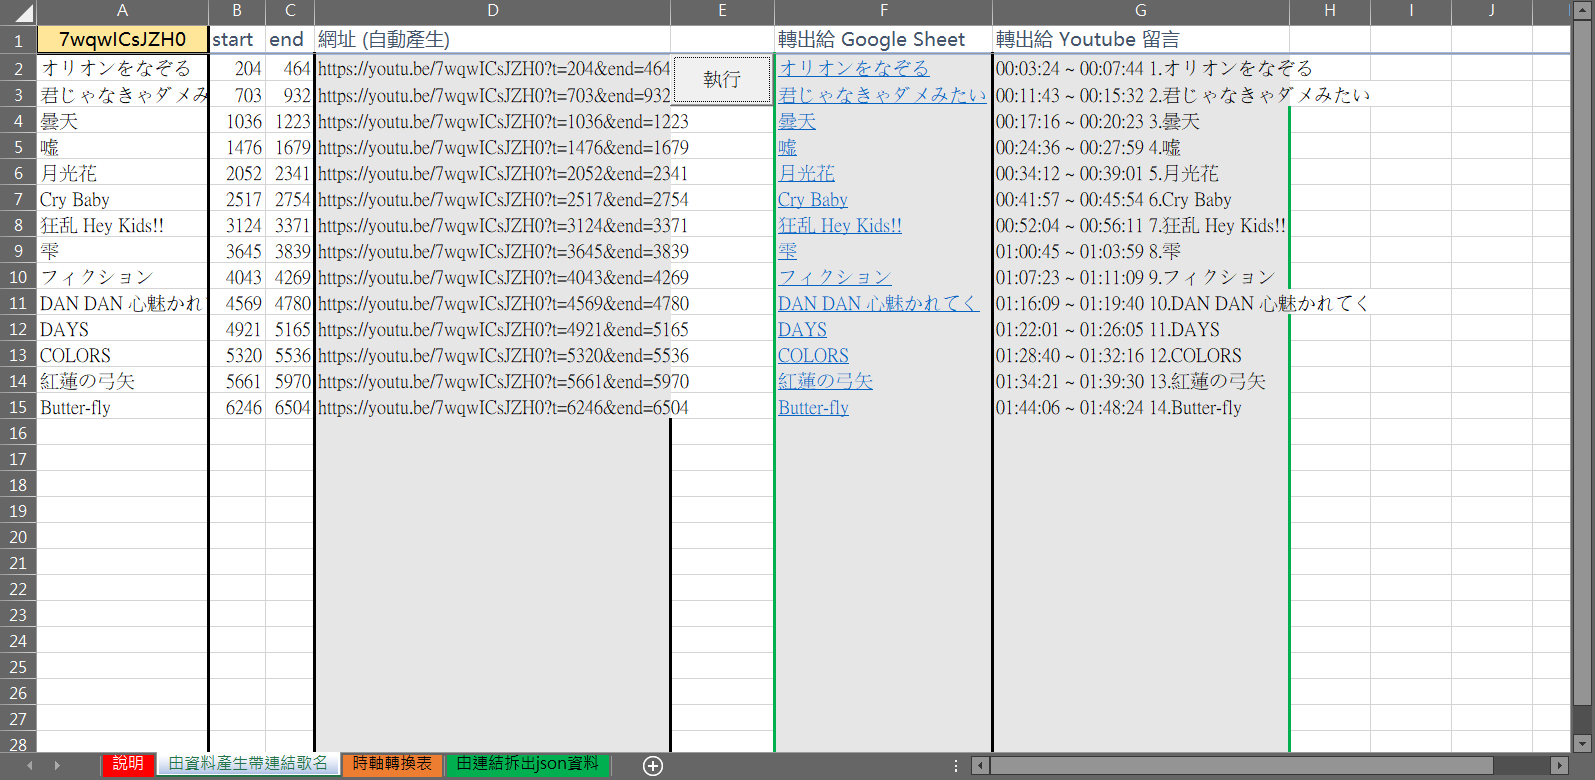 A B C D E F G H I J
1 7wqwICsJZH0 start end 網址 (自動產生) 轉出給 Google Sheet 轉出給 Youtube 留言
2 オリオンをなぞる 204 464 https://youtu.be/7wqwICsJZH0?t=204&end=464 執行 オリオンをなぞる 00:03:24 ~ 00:07:44 1.オリオンをなぞる
3 君じゃなきゃダメみ 703 932 https://youtu.be/7wqwICsJZH0?t=703&end=932 君じゃなきゃダメみたい 00:11:43 ~ 00:15:32 2.君じゃなきゃダメみたい
4 曇天 1036 1223 https://youtu.be/7wqwICsJZH0?t=1036&end=1223 曇天 00:17:16 ~ 00:20:23 3.曇天
5 嘘 1476 1679 https://youtu.be/7wqwICsJZH0?t=1476&end=1679 嘘 00:24:36 ~ 00:27:59 4.嘘
6 月光花 2052 2341 https://youtu.be/7wqwICsJZH0?t=2052&end=2341 月光花 00:34:12 ~ 00:39:01 5.月光花
7 Cry Baby 2517 2754 https://youtu.be/7wqwICsJZH0?t=2517&end=2754 Cry Baby 00:41:57 ~ 00:45:54 6.Cry Baby
8 狂乱 Hey Kids!! 3124 3371 https://youtu.be/7wqwICsJZH0?t=3124&end=3371 狂乱 Hey Kids!! 00:52:04 ~ 00:56:11 7.狂乱 Hey Kids!!
9 雫 3645 3839 https://youtu.be/7wqwICsJZH0?t=3645&end=3839 雫 01:00:45 ~ 01:03:59 8.雫
10 フィクション 4043 4269 https://youtu.be/7wqwICsJZH0?t=4043&end=4269 フィクション 01:07:23 ~ 01:11:09 9.フィクション
11 DAN DAN 心魅かれ 4569 4780 https://youtu.be/7wqwICsJZH0?t=4569&end=4780 DAN DAN 心魅かれてく 01:16:09 ~ 01:19:40 10.DAN DAN 心魅かれてく
12 DAYS 4921 5165 https://youtu.be/7wqwICsJZH0?t=4921&end=5165 DAYS 01:22:01 ~ 01:26:05 11.DAYS
13 COLORS 5320 5536 https://youtu.be/7wqwICsJZH0?t=5320&end=5536 COLORS 01:28:40 ~ 01:32:16 12.COLORS
14 紅蓮の弓矢 5661 5970 https://youtu.be/7wqwICsJZH0?t=5661&end=5970 紅蓮の弓矢 01:34:21 ~ 01:39:30 13.紅蓮の弓矢
15 Butter-fly 6246 6504 https://youtu.be/7wqwICsJZH0?t=6246&end=6504 Butter-fly 01:44:06 ~ 01:48:24 14.Butter-fly
16
17
18
19
20
21
22
23
24
25
26
27
28
說明 由資料產生帶連結歌名 時軸轉換表 由連結拆出json資料